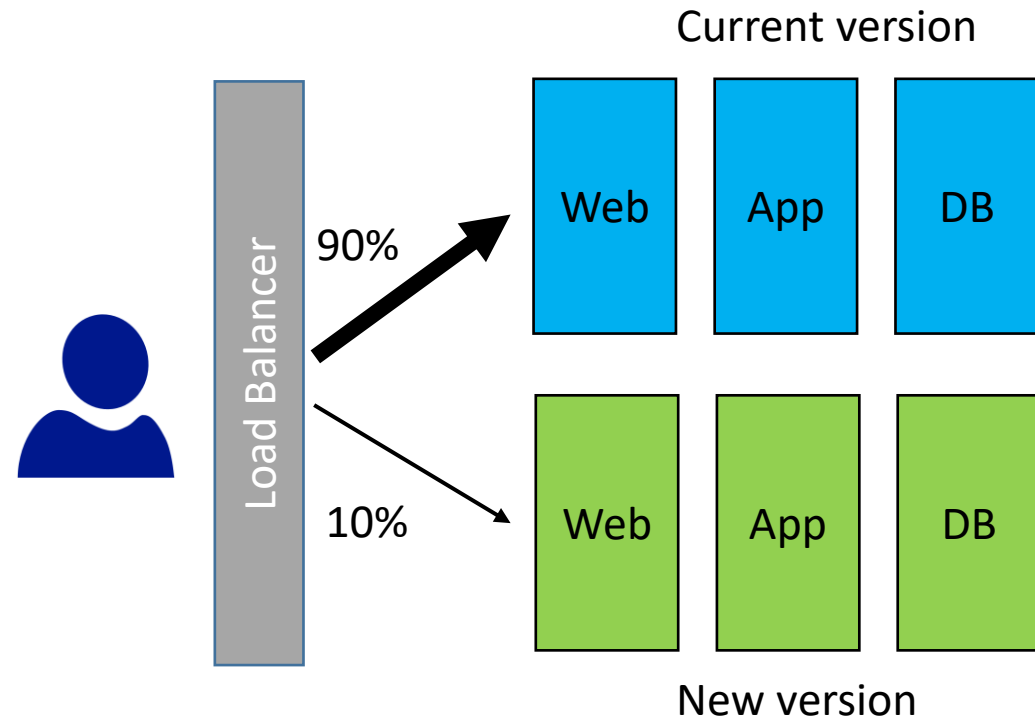 Current version
Web App DB
90%
Load Balancer
10%
Web App DB
New version